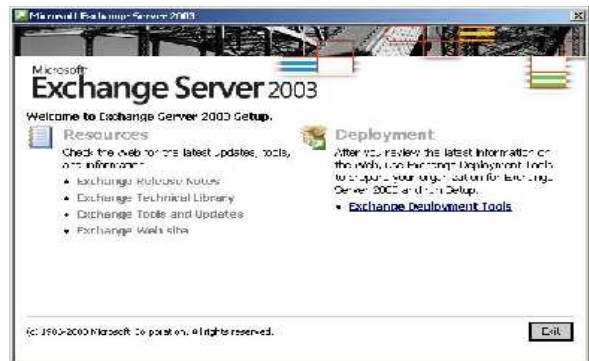 Microsoft Exchange Server 2003
Microsoft
Exchange Server 2003
Welcome to Exchange Server 2003 Setup.
Resources
Check the web for the latest updates, tools,
and information
• Exchange Release Notes
• Exchange Technical Library
• Exchange Tools and Updates
• Exchange Web site
Deployment
After you review the latest information on
the web, use Exchange Deployment Tools
to prepare your organization for Exchange
Server 2003 and run Setup.
• Exchange Deployment Tools
Microsoft Corporation. All rights reserved.
Exit